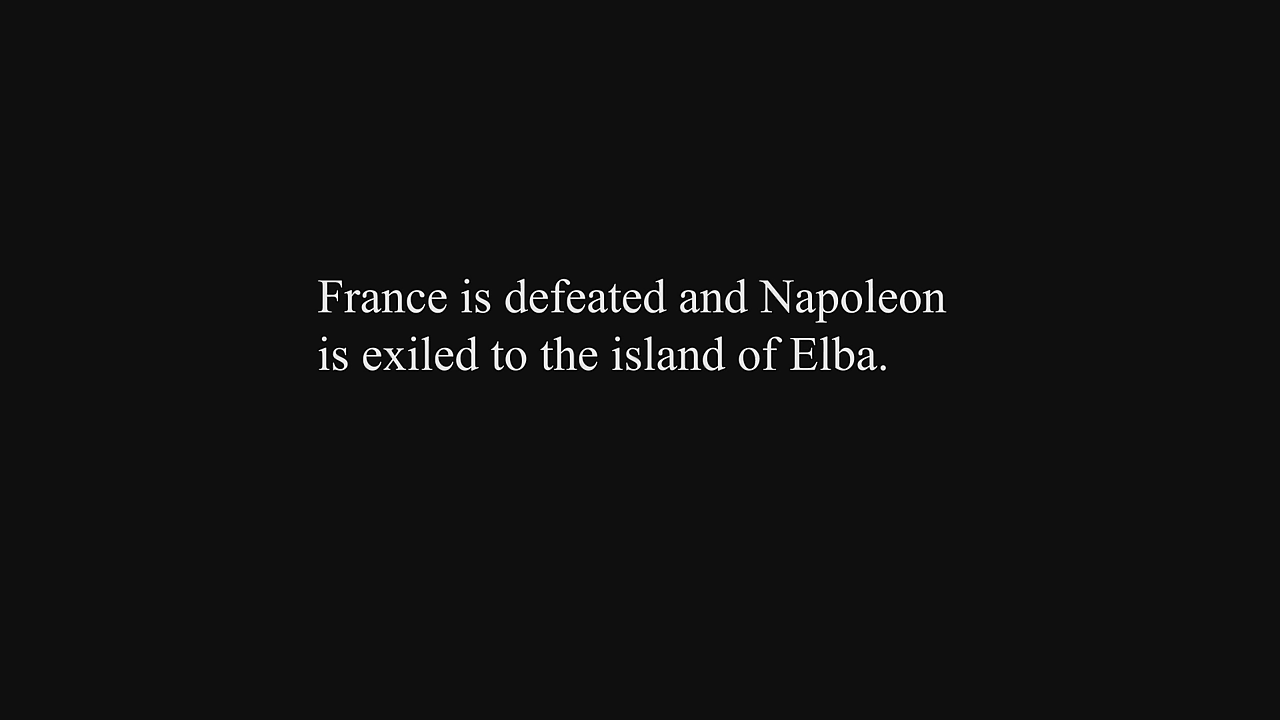 France is defeated and Napoleon
is exiled to the island of Elba.